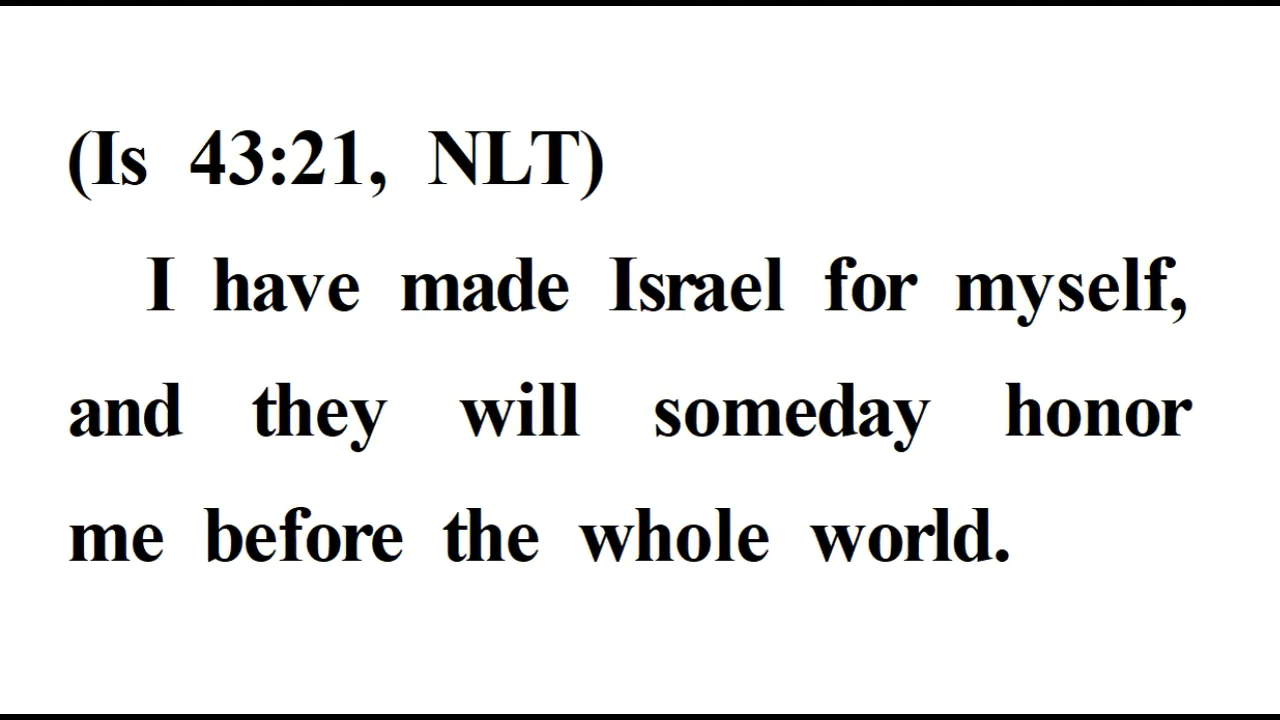 (Is 43:21, NLT)
I have made Israel for myself,
and they will someday honor
me before the whole world.